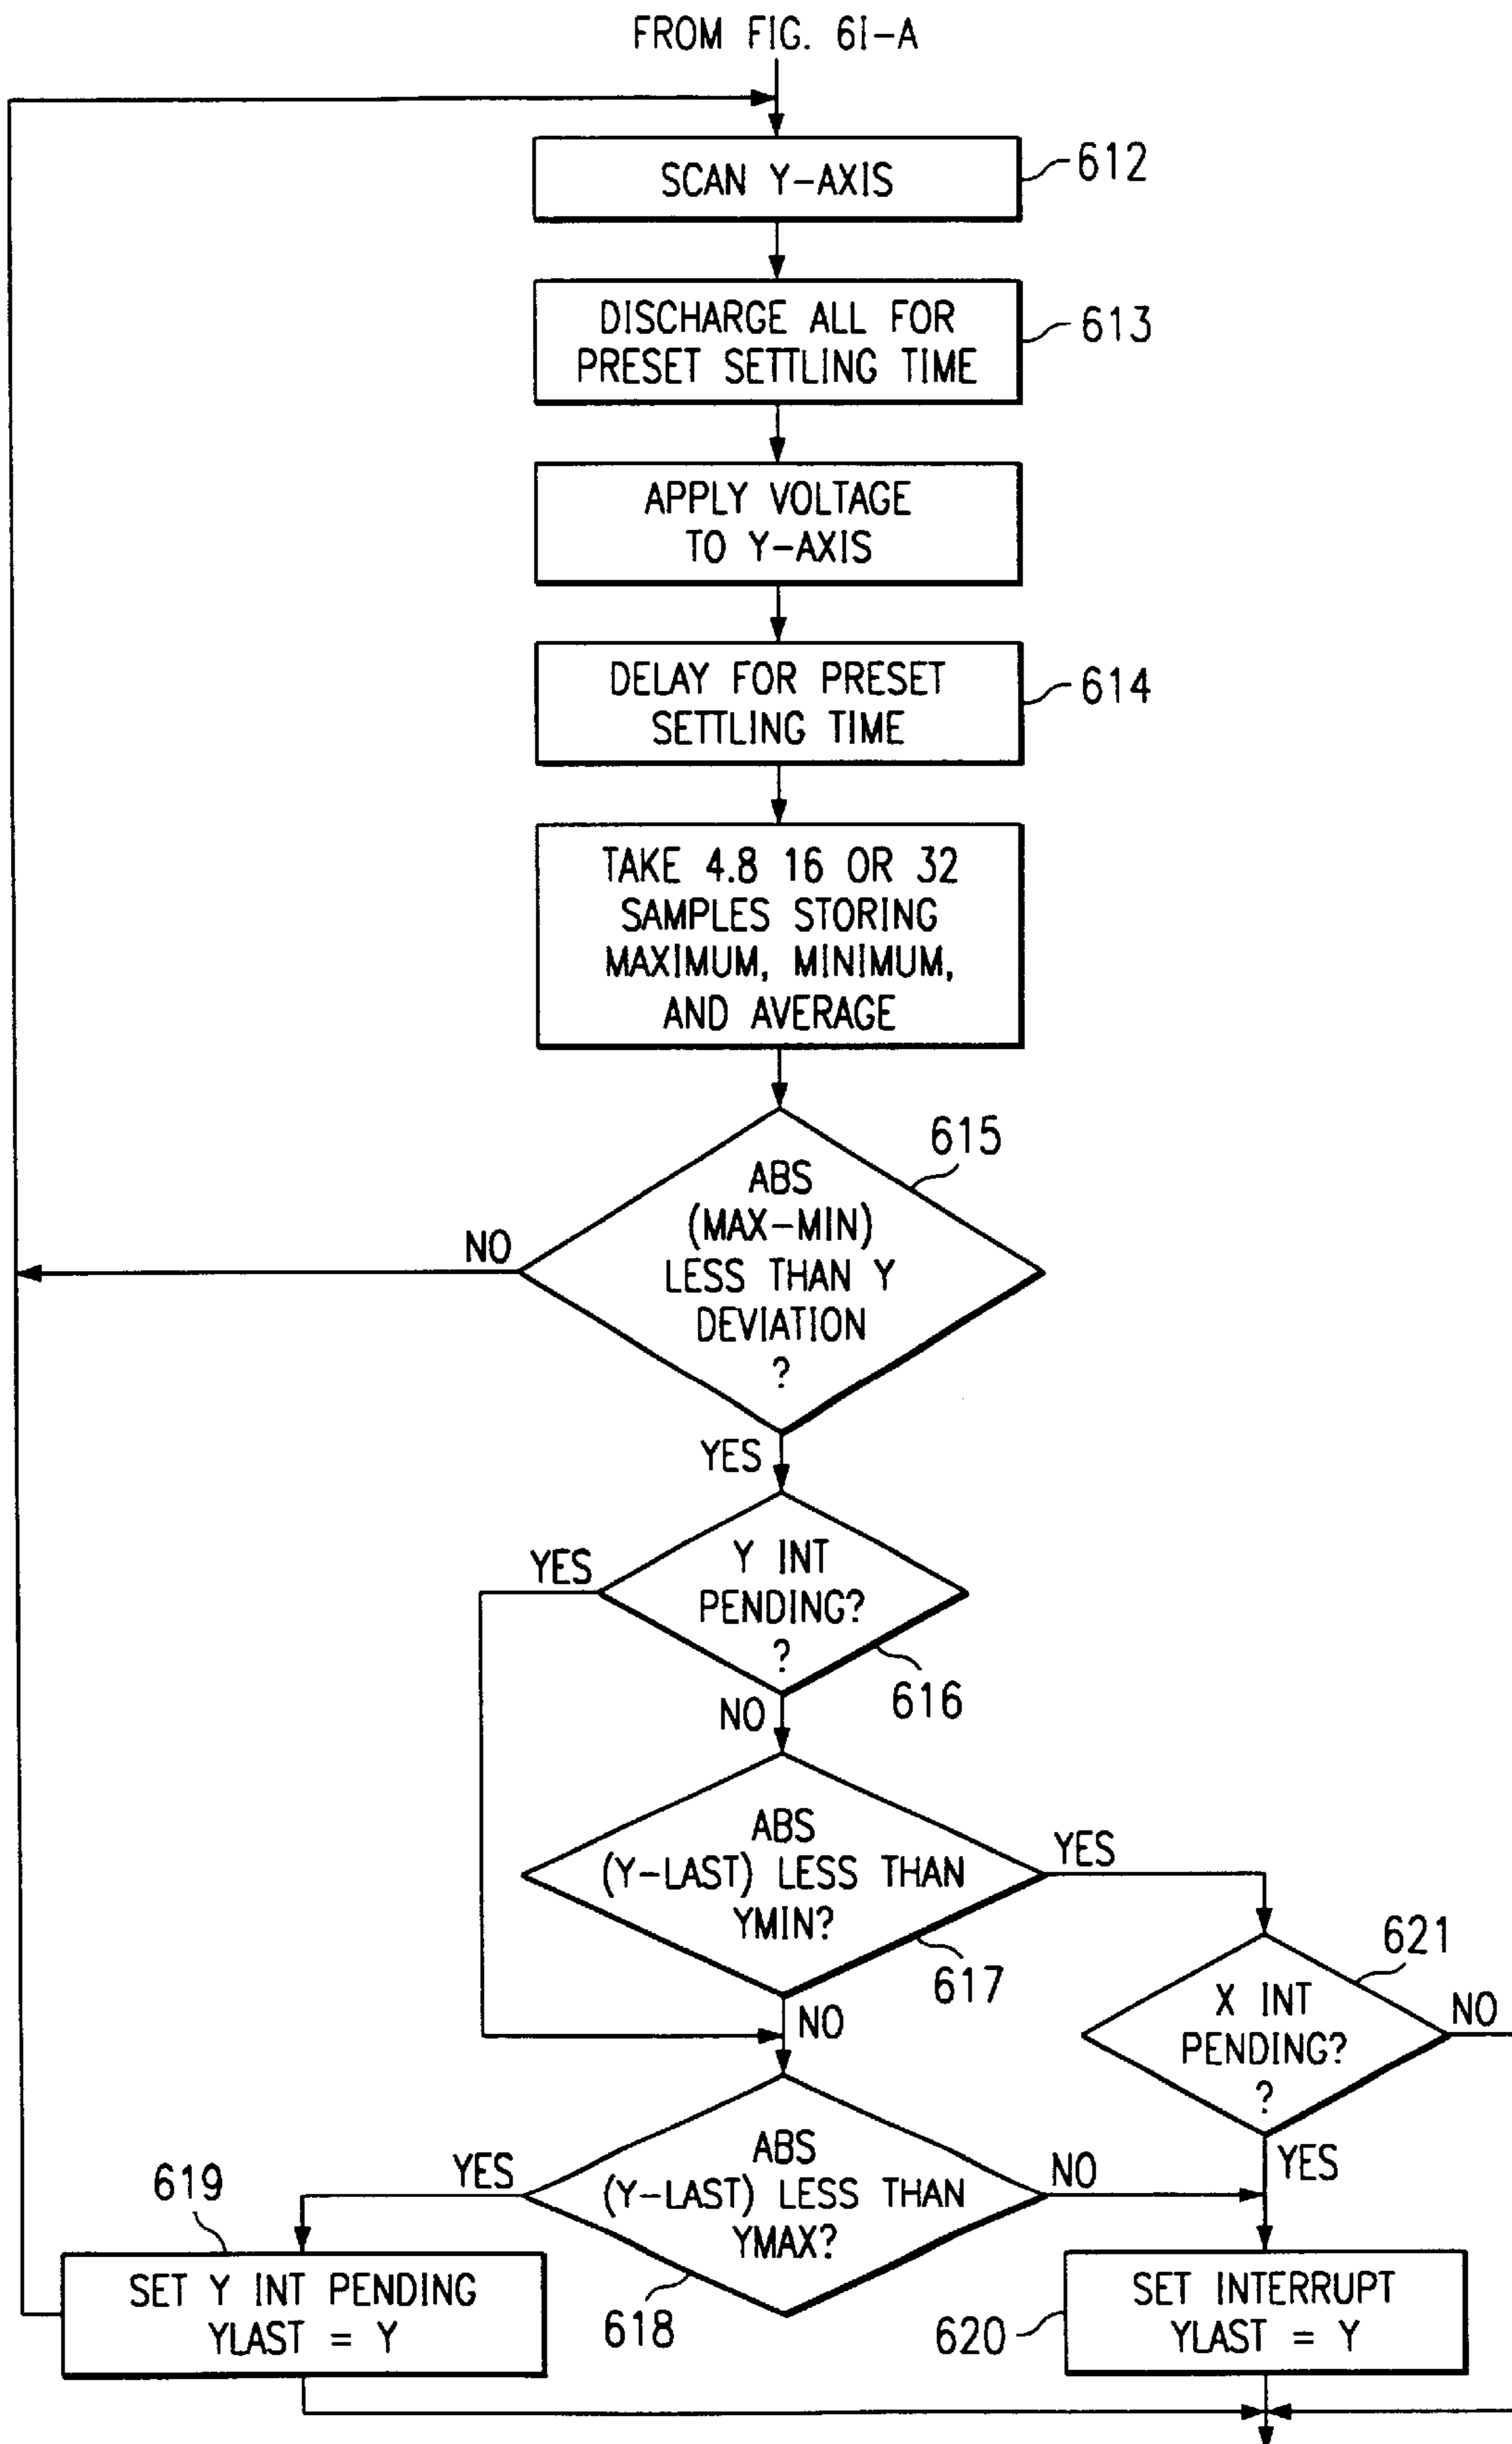 FROM FIG. 6I-A
SCAN Y-AXIS
612
DISCHARGE ALL FOR
PRESET SETTLING TIME
613
APPLY VOLTAGE
TO Y-AXIS
DELAY FOR PRESET
SETTLING TIME
614
TAKE 4.8 16 OR 32
SAMPLES STORING
MAXIMUM, MINIMUM,
AND AVERAGE
615
ABS
(MAX-MIN)
LESS THAN Y
DEVIATION
?
NO
YES
YES
Y INT
PENDING?
?
616
NO
ABS
(Y-LAST) LESS THAN
YMIN?
YES
617
NO
621
X INT
PENDING?
?
NO
YES
ABS
(Y-LAST) LESS THAN
YMAX?
YES
NO
618
619
SET Y INT PENDING
YLAST = Y
SET INTERRUPT
YLAST = Y
620